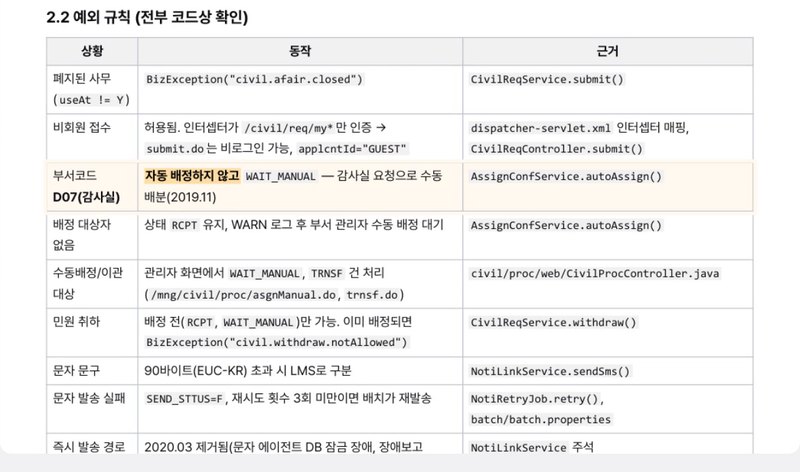 2.2 예외 규칙 (전부 코드상 확인)
상황 동작 근거
폐지된 사무 BizException("civil.afair.closed") CivilReqService.submit()
(useAt != Y)
비회원 접수 허용됨. 인터셉터가 /civil/req/my*만 인증 → dispatcher-servlet.xml 인터셉터 매핑,
submit.do는 비로그인 가능, applcntId="GUEST" CivilReqController.submit()
부서코드 자동 배정하지 않고 WAIT_MANUAL — 감사실 요청으로 수동 AssignConfService.autoAssign()
D07(감사실) 배분(2019.11)
배정 대상자 상태 RCPT 유지, WARN 로그 후 부서 관리자 수동 배정 대기 AssignConfService.autoAssign()
없음
수동배정/이관 관리자 화면에서 WAIT_MANUAL, TRNSF 건 처리 civil/proc/web/CivilProcController.java
대상 (/mng/civil/proc/asgnManual.do, trnsf.do)
민원 취하 배정 전(RCPT, WAIT_MANUAL)만 가능. 이미 배정되면 CivilReqService.withdraw()
BizException("civil.withdraw.notAllowed")
문자 문구 90바이트(EUC-KR) 초과 시 LMS로 구분 NotiLinkService.sendSms()
문자 발송 실패 SEND_STTUS=F, 재시도 횟수 3회 미만이면 배치가 재발송 NotiRetryJob.retry(),
batch/batch.properties
즉시 발송 경로 2020.03 제거됨(문자 에이전트 DB 잠금 장애, 장애보고 NotiLinkService 주석